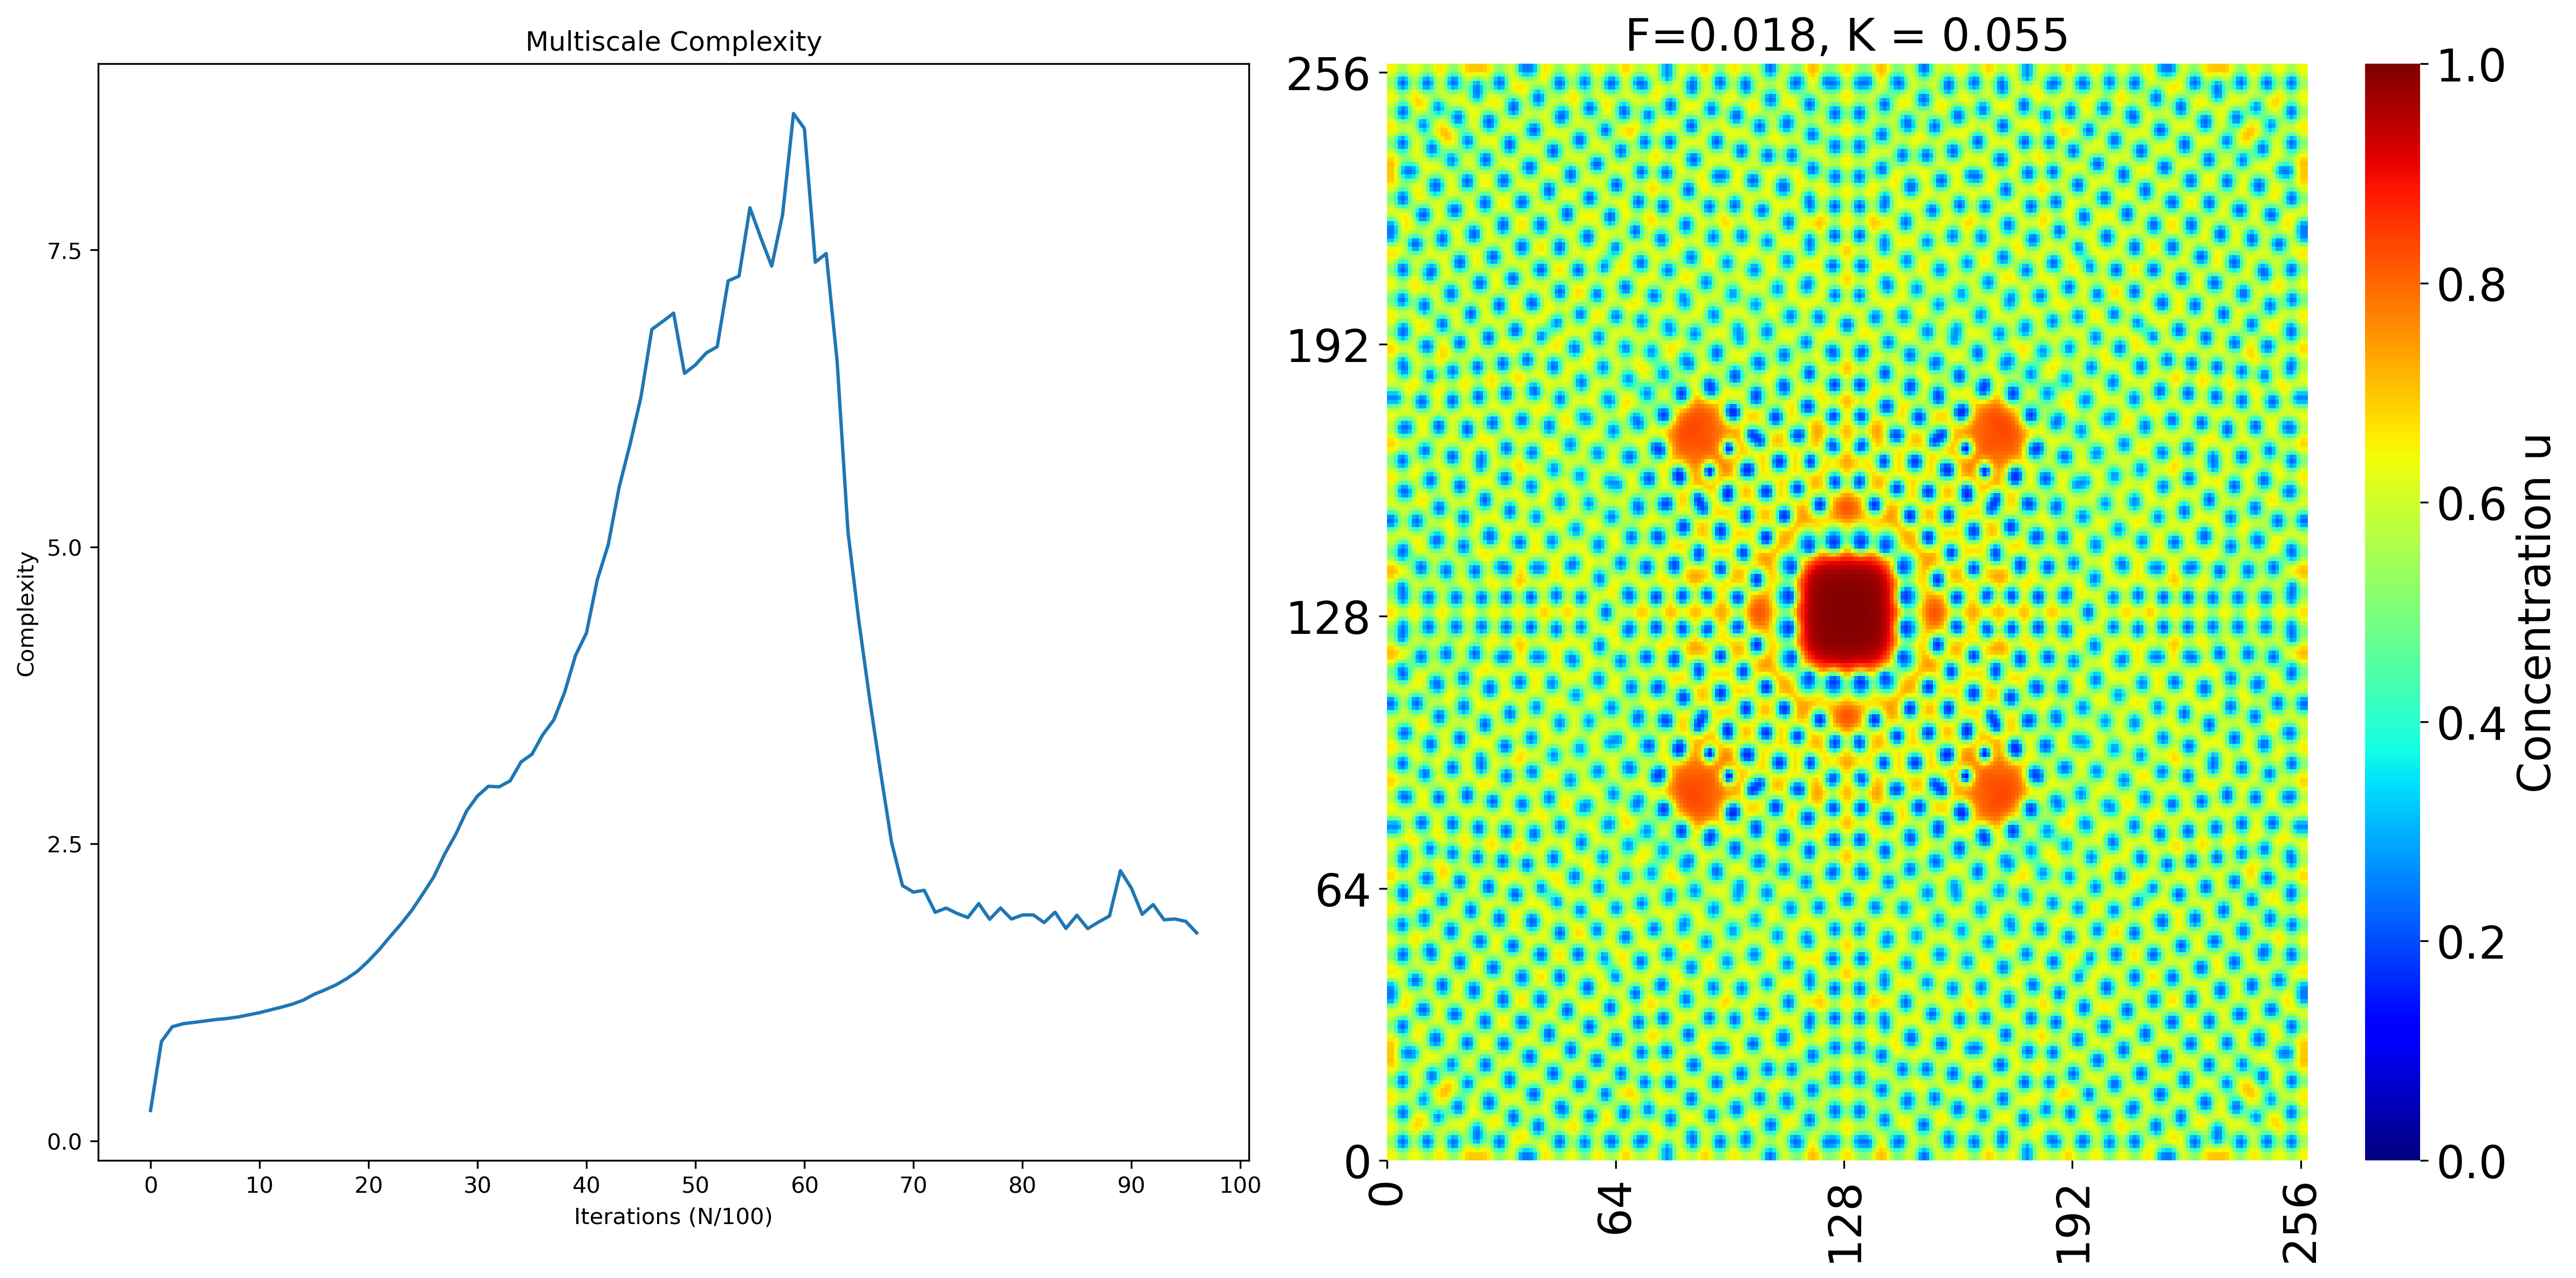 Multiscale Complexity
Complexity
7.5
5.0
2.5
0.0
0 10 20 30 40 50 60 70 80 90 100
Iterations (N/100)
F=0.018, K = 0.055
256
192
128
64
0
0 64 128 192 256
1.0
0.8
0.6
0.4
0.2
0.0
Concentration u